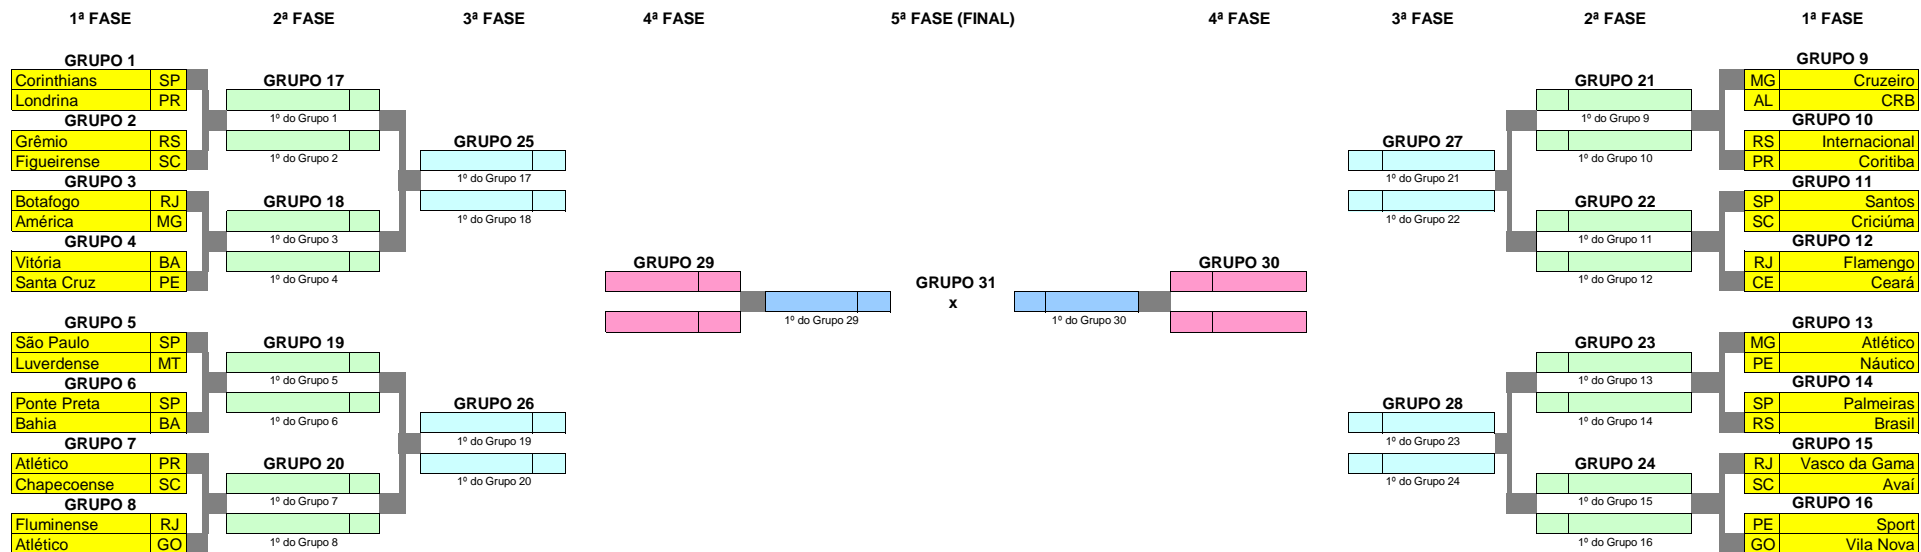 1ª FASE 2ª FASE 3ª FASE 4ª FASE 5ª FASE (FINAL) 4ª FASE 3ª FASE 2ª FASE 1ª FASE
GRUPO 1
Corinthians SP
Londrina PR
GRUPO 2
Grêmio RS
Figueirense SC
GRUPO 3
Botafogo RJ
América MG
GRUPO 4
Vitória BA
Santa Cruz PE
GRUPO 5
São Paulo SP
Luverdense MT
GRUPO 6
Ponte Preta SP
Bahia BA
GRUPO 7
Atlético PR
Chapecoense SC
GRUPO 8
Fluminense RJ
Atlético GO
GRUPO 17
1º do Grupo 1
1º do Grupo 2
GRUPO 18
1º do Grupo 3
1º do Grupo 4
GRUPO 19
1º do Grupo 5
1º do Grupo 6
GRUPO 20
1º do Grupo 7
1º do Grupo 8
GRUPO 25
1º do Grupo 17
1º do Grupo 18
GRUPO 26
1º do Grupo 19
1º do Grupo 20
GRUPO 29
1º do Grupo 29
GRUPO 31
x
1º do Grupo 30
GRUPO 30
GRUPO 27
1º do Grupo 21
1º do Grupo 22
GRUPO 28
1º do Grupo 23
1º do Grupo 24
GRUPO 21
1º do Grupo 9
1º do Grupo 10
GRUPO 22
1º do Grupo 11
1º do Grupo 12
GRUPO 23
1º do Grupo 13
1º do Grupo 14
GRUPO 24
1º do Grupo 15
1º do Grupo 16
GRUPO 9
MG Cruzeiro
AL CRB
GRUPO 10
RS Internacional
PR Coritiba
GRUPO 11
SP Santos
SC Criciúma
GRUPO 12
RJ Flamengo
CE Ceará
GRUPO 13
MG Atlético
PE Náutico
GRUPO 14
SP Palmeiras
RS Brasil
GRUPO 15
RJ Vasco da Gama
SC Avaí
GRUPO 16
PE Sport
GO Vila Nova